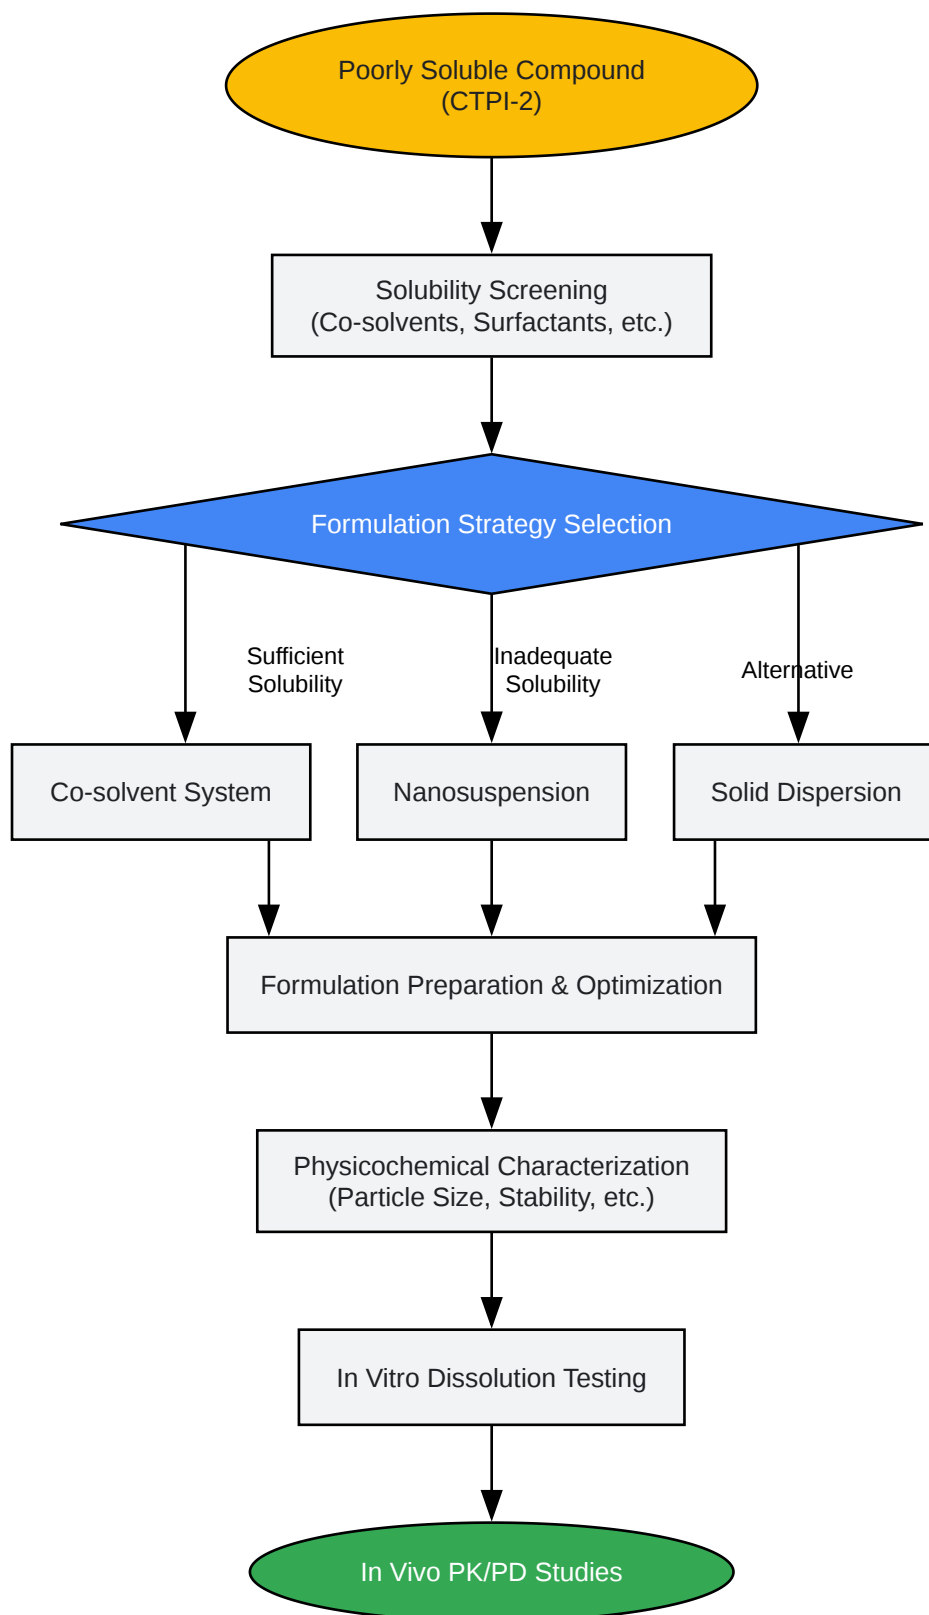 Poorly Soluble Compound
(CTPI-2)
Solubility Screening
(Co-solvents, Surfactants, etc.)
Formulation Strategy Selection
Sufficient
Solubility
Inadequate
Solubility
Alternative
Co-solvent System
Nanosuspension
Solid Dispersion
Formulation Preparation & Optimization
Physicochemical Characterization
(Particle Size, Stability, etc.)
In Vitro Dissolution Testing
In Vivo PK/PD Studies